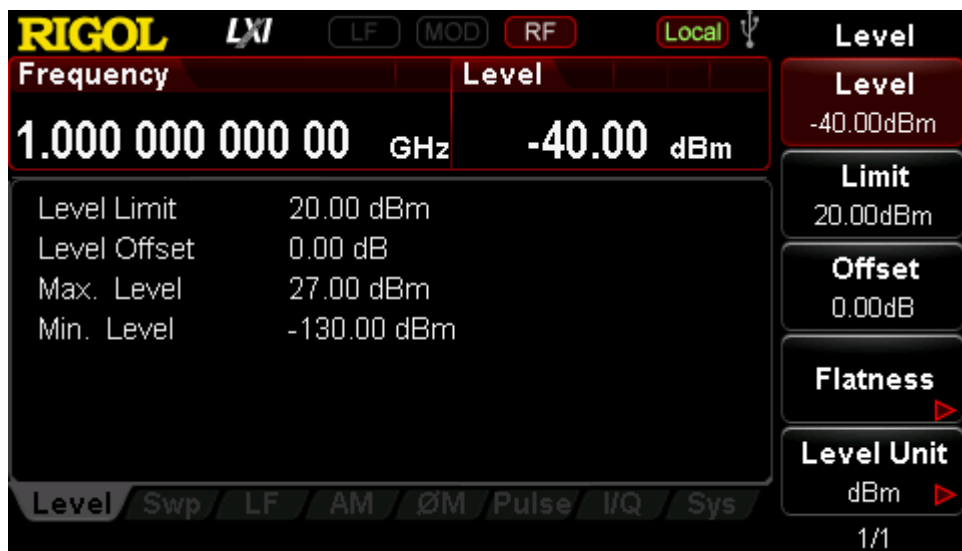 RIGOL LXI LF MOD RF Local
Frequency Level
1.000 000 000 00 GHz -40.00 dBm
Level Limit 20.00 dBm
Level Offset 0.00 dB
Max. Level 27.00 dBm
Min. Level -130.00 dBm
Level Swp LF AM ØM Pulse I/Q Sys
Level
Level
-40.00dBm
Limit
20.00dBm
Offset
0.00dB
Flatness
Level Unit
dBm
1/1